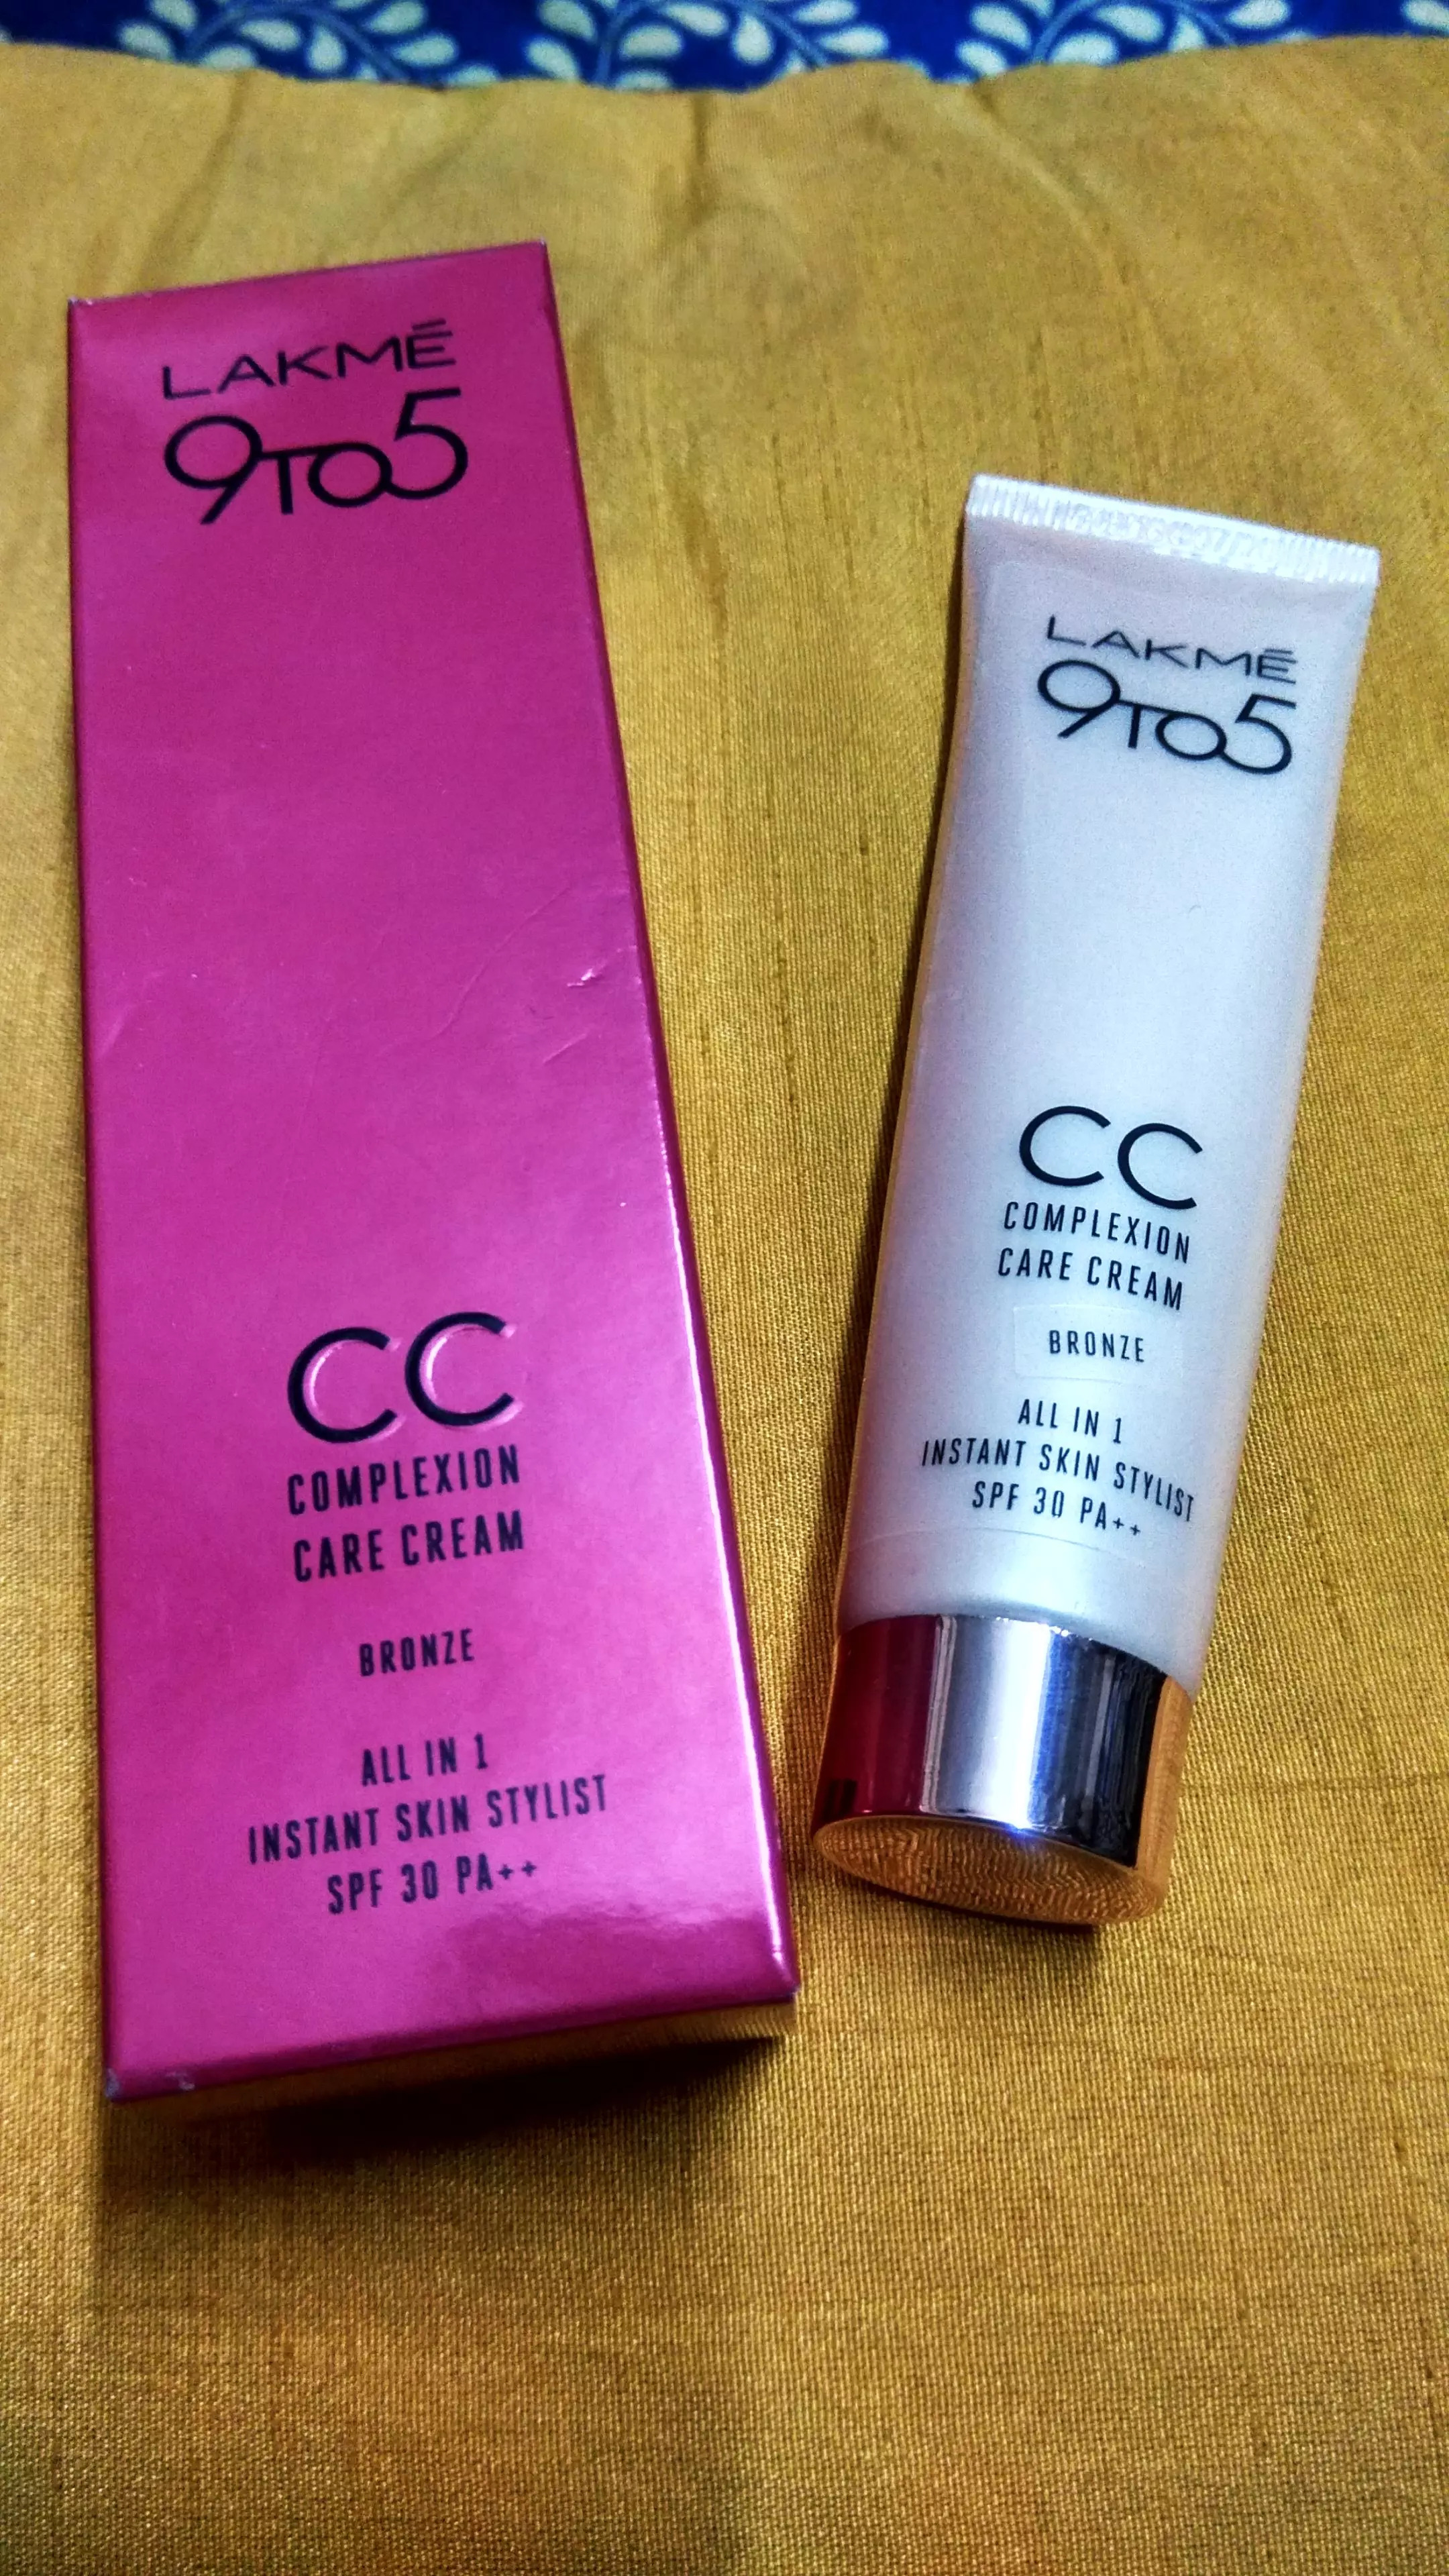 LAKMÉ
9TO5
CC
COMPLEXION
CARE CREAM
BRONZE
ALL IN 1
INSTANT SKIN STYLIST
SPF 30 PA++
LAKMÉ
9TO5
CC
COMPLEXION
CARE CREAM
BRONZE
ALL IN 1
INSTANT SKIN STYLIST
SPF 30 PA++